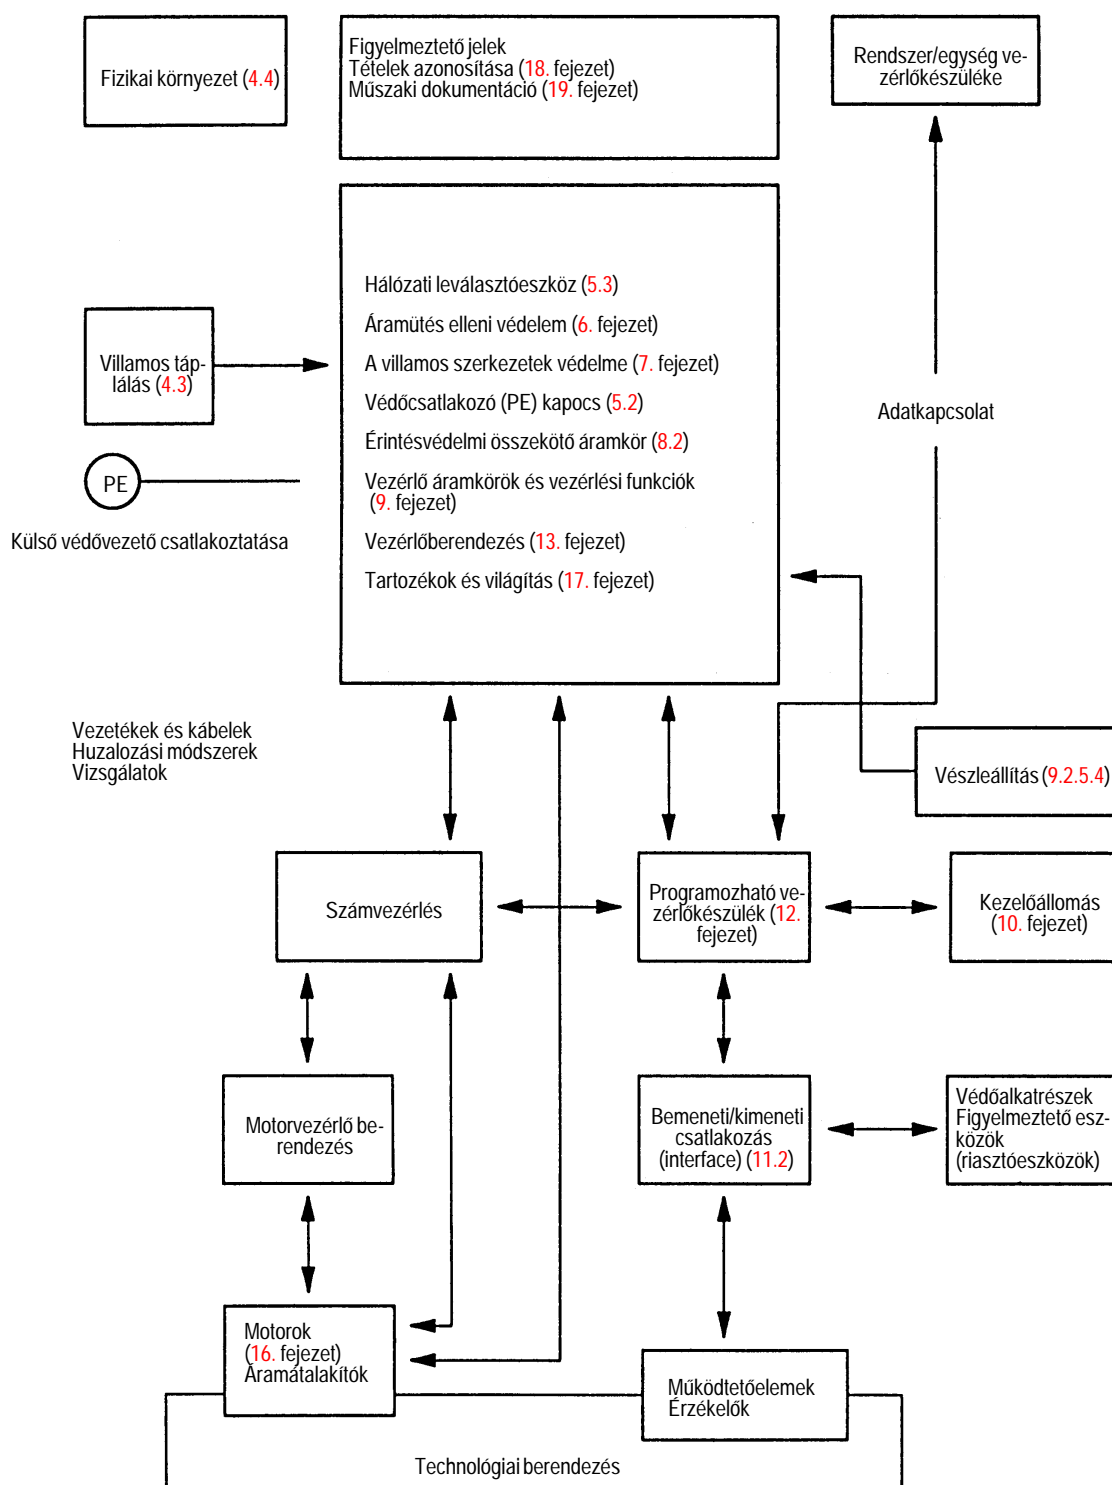 Fizikai környezet (4.4)
Figyelmeztető jelek
Tételek azonosítása (18. fejezet)
Műszaki dokumentáció (19. fejezet)
Rendszer/egység ve-
zérlőkészüléke
Hálózati leválasztóeszköz (5.3)
Áramütés elleni védelem (6. fejezet)
A villamos szerkezetek védelme (7. fejezet)
Védőcsatlakozó (PE) kapocs (5.2)
Érintésvédelmi összekötő áramkör (8.2)
Vezérlő áramkörök és vezérlési funkciók
(9. fejezet)
Vezérlőberendezés (13. fejezet)
Tartozékok és világítás (17. fejezet)
Villamos táp-
lálás (4.3)
PE
Külső védővezető csatlakoztatása
Adatkapcsolat
Vezetékek és kábelek
Huzalozási módszerek
Vizsgálatok
Vészleállítás (9.2.5.4)
Számvezérlés
Programozható ve-
zérlőkészülék (12.
fejezet)
Kezelőállomás
(10. fejezet)
Motorvezérlő be-
rendezés
Bemeneti/kimeneti
csatlakozás
(interface) (11.2)
Védőalkatrészek
Figyelmeztető esz-
közök
(riasztóeszközök)
Motorok
(16. fejezet)
Áramátalakítók
Működtetőelemek
Érzékelők
Technológiai berendezés